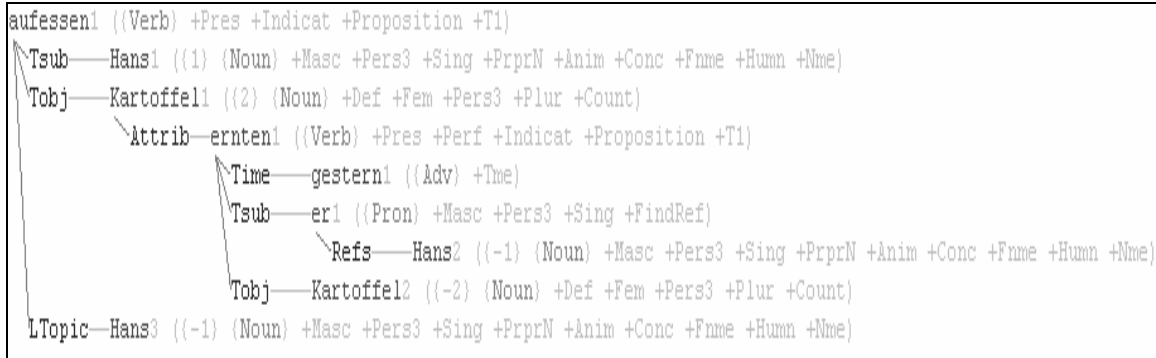 aufessen1 ({Verb} +Pres +Indicat +Proposition +T1)
Tsub Hans1 ({1} {Noun} +Masc +Pers3 +Sing +PrprN +Anim +Conc +Fnme +Humn +Nme)
Tobj Kartoffel1 ({2} {Noun} +Def +Fem +Pers3 +Plur +Count)
Attrib ernten1 ({Verb} +Pres +Perf +Indicat +Proposition +T1)
Time gestern1 ({Adv} +Tme)
Tsub er1 ({Pron} +Masc +Pers3 +Sing +FindRef)
Refs Hans2 ({-1} {Noun} +Masc +Pers3 +Sing +PrprN +Anim +Conc +Fnme +Humn +Nme)
Tobj Kartoffel2 ({-2} {Noun} +Def +Fem +Pers3 +Plur +Count)
LTopic Hans3 ({-1} {Noun} +Masc +Pers3 +Sing +PrprN +Anim +Conc +Fnme +Humn +Nme)